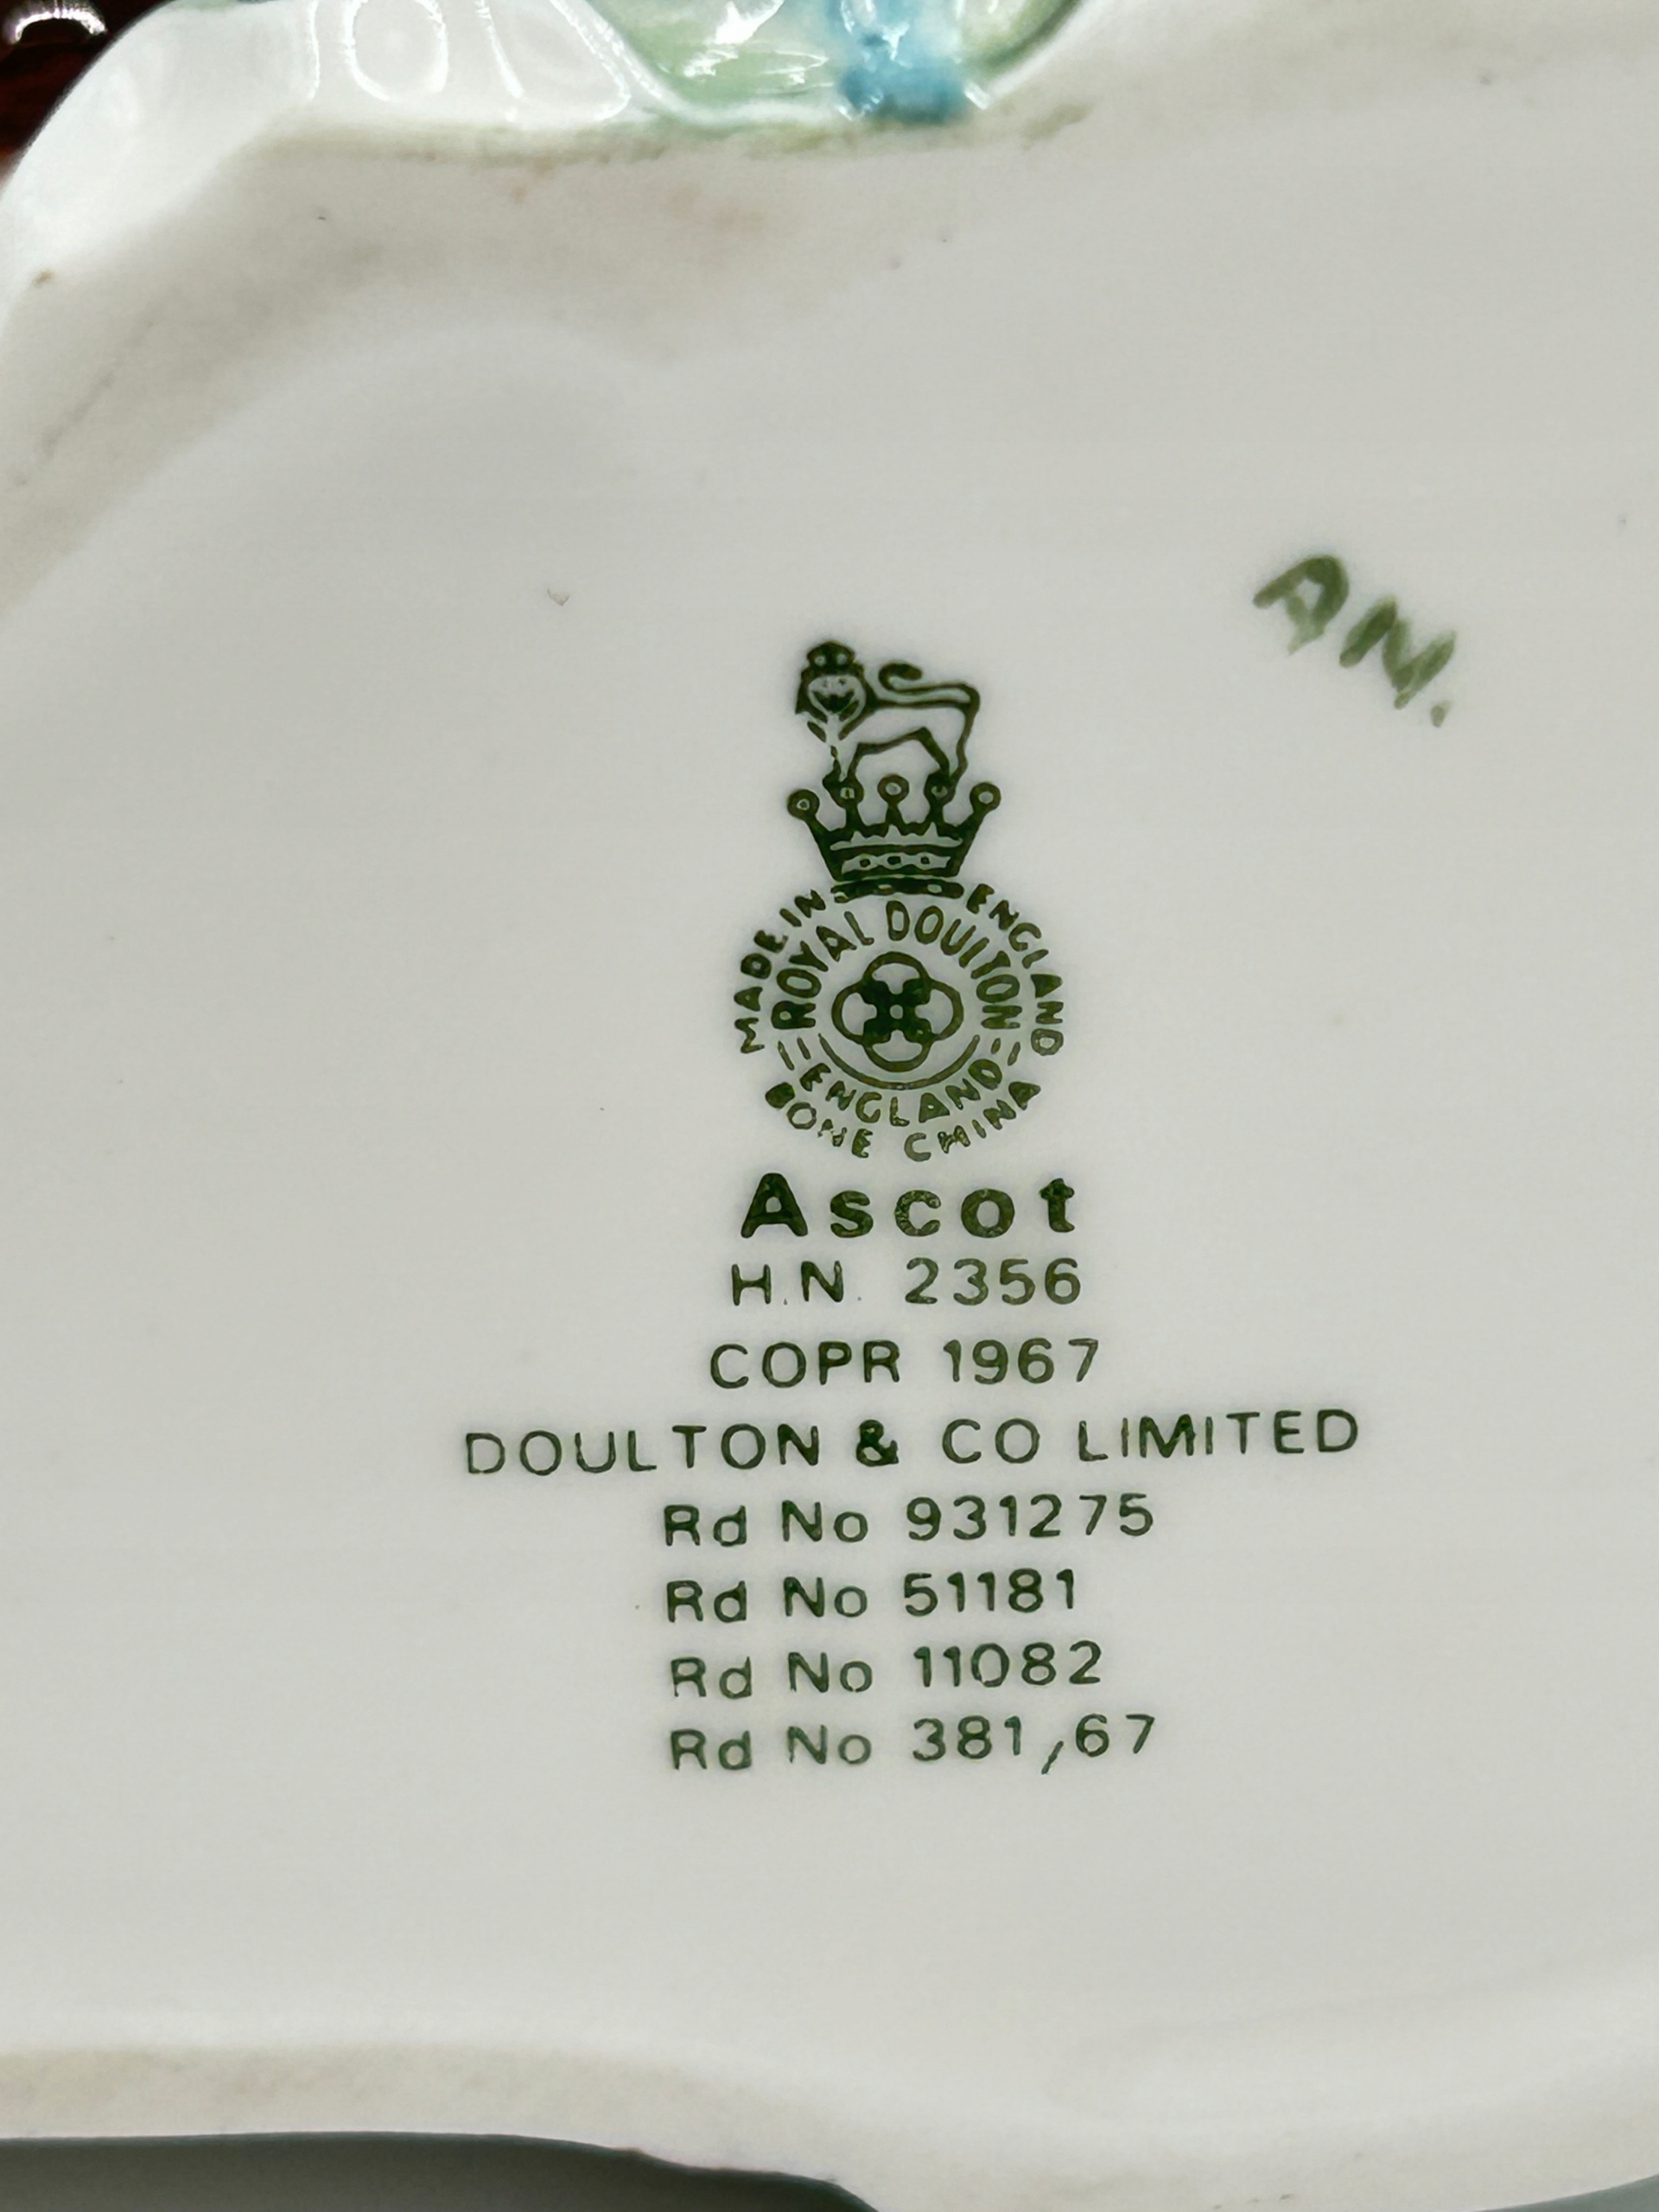 AN.
MADE IN ENGLAND
ROYAL DOULTON
ENGLAND
BONE CHINA
Ascot
H.N. 2356
COPR 1967
DOULTON & CO LIMITED
Rd No 931275
Rd No 51181
Rd No 11082
Rd No 381,67